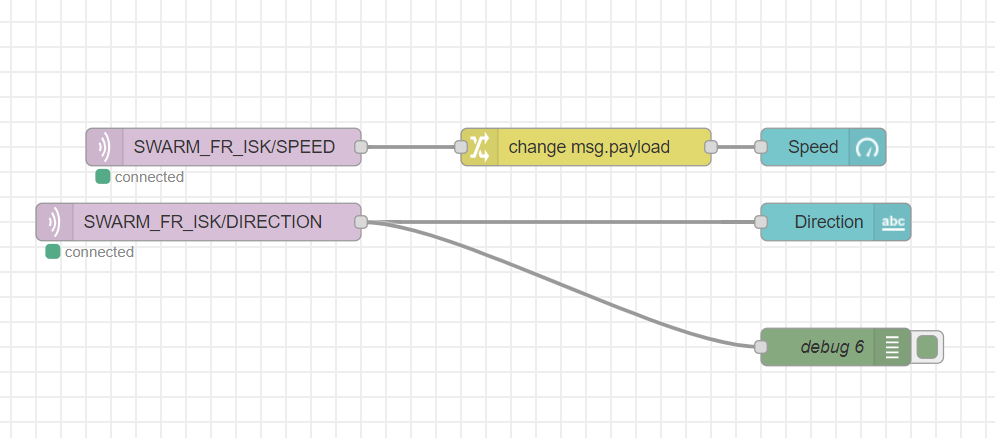 SWARM_FR_ISK/SPEED
change msg.payload
Speed
connected
SWARM_FR_ISK/DIRECTION
Direction
abc
connected
debug 6